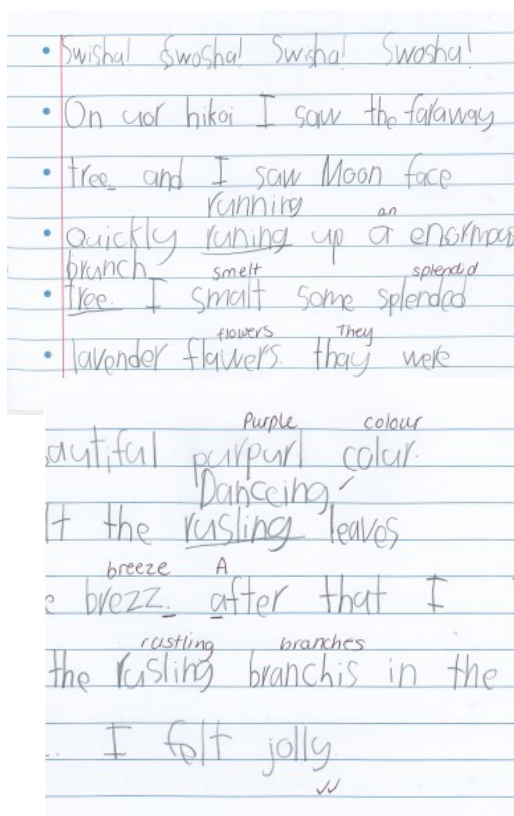 Swisha! Swosha! Swisha! Swosha!
On uor hikoi I saw the faraway
tree and I saw Moon face
running an
quickly runing up a enormous
brunch smelt splendid
tree. I smalt some splended
flowers They
lavender flawers. thay were
Purple colour
autiful purpurl colur.
Danceing ✓
the rusling leaves
breeze A
brezz. after that I
rustling branches
the rusling branchis in the
I felt jolly